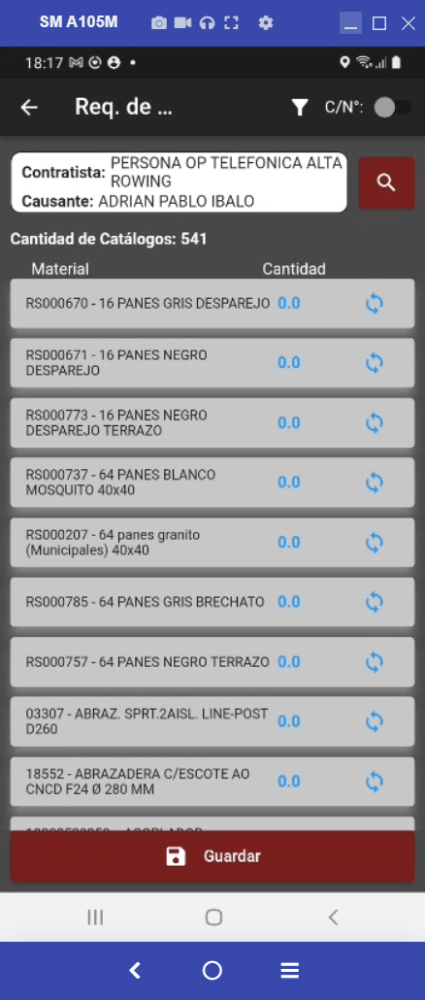 SM A105M
18:17
Req. de ...
C/N°:
Contratista: PERSONA OP TELEFONICA ALTA
ROWING
Causante: ADRIAN PABLO IBALO
Cantidad de Catálogos: 541
Material Cantidad
RS000670 - 16 PANES GRIS DESPAREJO 0.0
RS000671 - 16 PANES NEGRO
DESPAREJO 0.0
RS000773 - 16 PANES NEGRO
DESPAREJO TERRAZO 0.0
RS000737 - 64 PANES BLANCO
MOSQUITO 40x40 0.0
RS000207 - 64 panes granito
(Municipales) 40x40 0.0
RS000785 - 64 PANES GRIS BRECHATO 0.0
RS000757 - 64 PANES NEGRO TERRAZO 0.0
03307 - ABRAZ. SPRT.2AISL. LINE-POST
D260 0.0
18552 - ABRAZADERA C/ESCOTE AO
CNCD F24 Ø 280 MM 0.0
Guardar